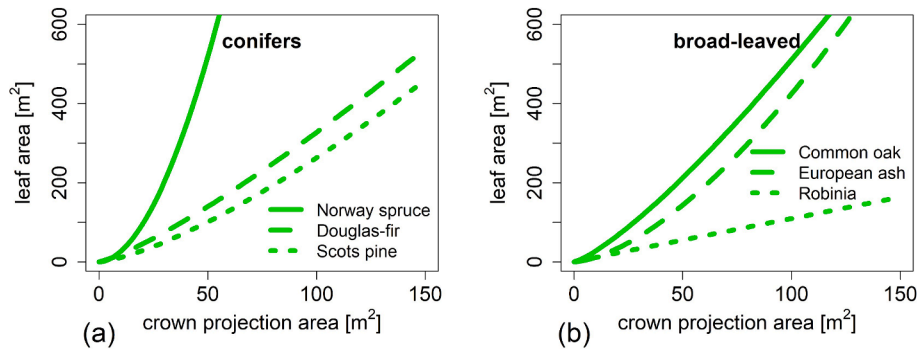 conifers
600
400
200
0
leaf area [m²]
Norway spruce
Douglas-fir
Scots pine
0 50 100 150
crown projection area [m²]
(a)
broad-leaved
600
400
200
0
leaf area [m²]
Common oak
European ash
Robinia
0 50 100 150
crown projection area [m²]
(b)